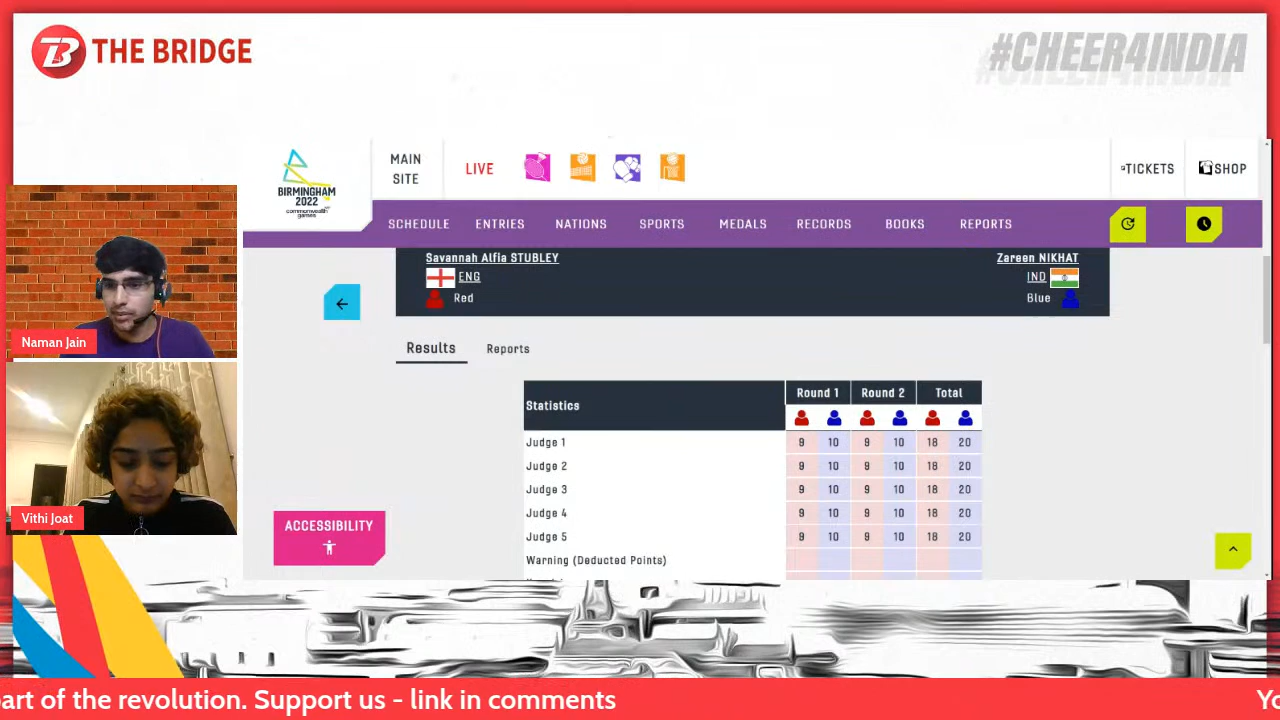 THE BRIDGE
#CHEER4INDIA
BIRMINGHAM
2022
commonwealth
games
MAIN
SITE
LIVE
TICKETS
SHOP
SCHEDULE
ENTRIES
NATIONS
SPORTS
MEDALS
RECORDS
BOOKS
REPORTS
Savannah Alfia STUBLEY
ENG
Red
Zareen NIKHAT
IND
Blue
Naman Jain
Vithi Joat
Results
Reports
Statistics Round 1 Round 2 Total
Judge 1 9 10 9 10 18 20
Judge 2 9 10 9 10 18 20
Judge 3 9 10 9 10 18 20
Judge 4 9 10 9 10 18 20
Judge 5 9 10 9 10 18 20
Warning (Deducted Points)
ACCESSIBILITY
art of the revolution. Support us - link in comments
Yo